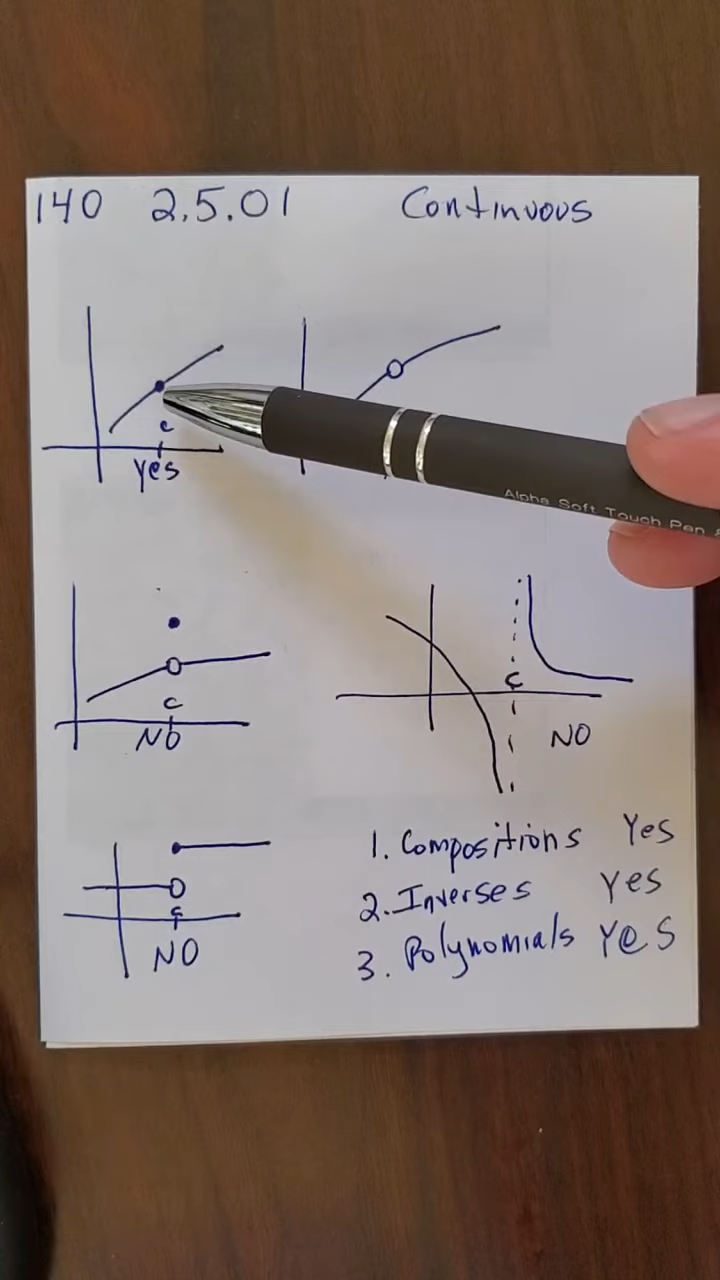 140 2.5.01 Continuous
c
Yes
Alpha Soft Touch Pen
c
NO
c
NO
c
NO
1. Compositions Yes
2. Inverses Yes
3. Polynomials Yes